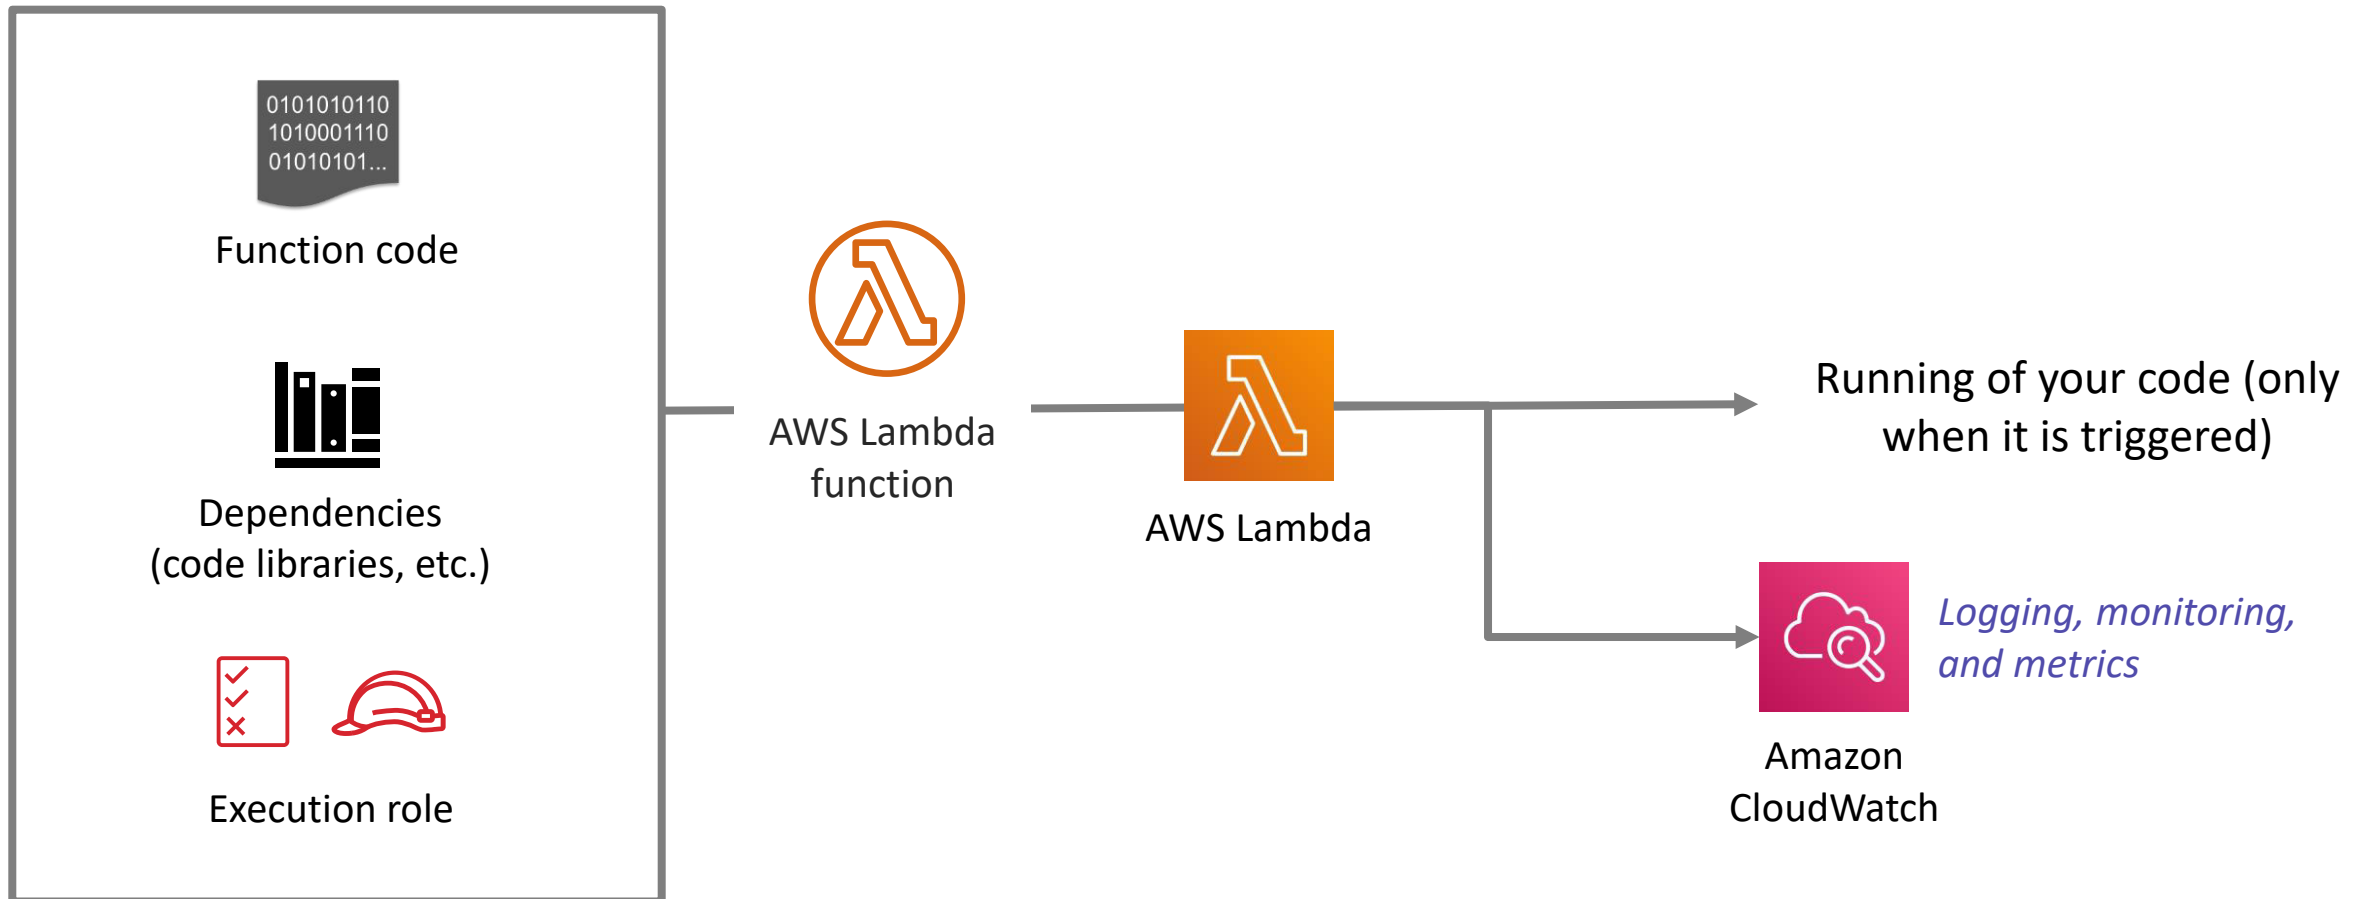 0101010110
1010001110
01010101...
Function code
Dependencies
(code libraries, etc.)
Execution role
AWS Lambda
function
AWS Lambda
Running of your code (only
when it is triggered)
Logging, monitoring,
and metrics
Amazon
CloudWatch